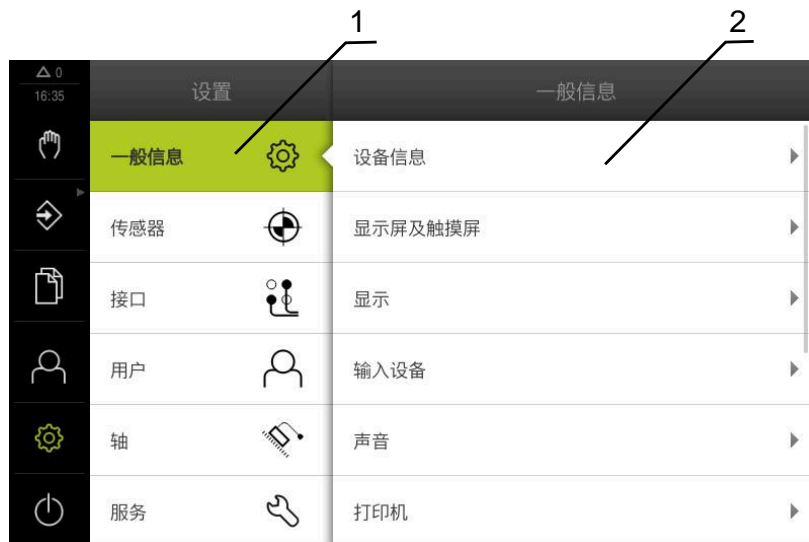 1
2
△ 0
16:35
设置
一般信息
一般信息
设备信息
传感器
显示屏及触摸屏
接口
显示
用户
输入设备
轴
声音
服务
打印机